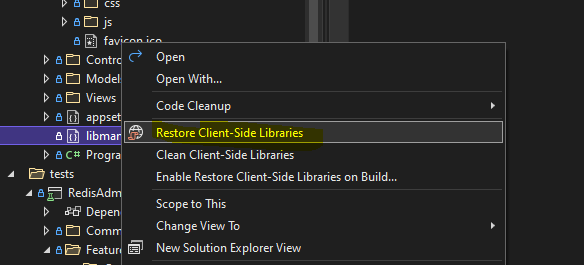 css
js
favicon.ico
Contro
Models
Views
appset
libmar
C# Progra
tests
RedisAdm
Depen
Comm
Feature
Open
Open With...
Code Cleanup
Restore Client-Side Libraries
Clean Client-Side Libraries
Enable Restore Client-Side Libraries on Build...
Scope to This
Change View To
New Solution Explorer View